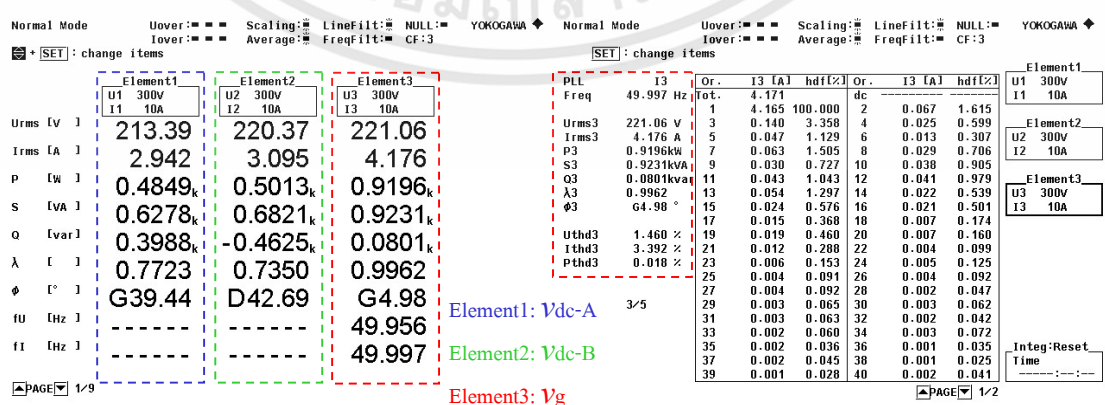 Normal Mode Uover: Scaling: LineFilt: NULL: YOKOGAWA
Iover: Average: FreqFilt: CF:3
+ SET : change items
Element1 Element2 Element3
U1 300V U2 300V U3 300V
I1 10A I2 10A I3 10A
Urms [V ] 213.39 220.37 221.06
Irms [A ] 2.942 3.095 4.176
P [W ] 0.4849k 0.5013k 0.9196k
S [VA ] 0.6278k 0.6821k 0.9231k
Q [var] 0.3988k -0.4625k 0.0801k
λ [ ] 0.7723 0.7350 0.9962
ϕ [° ] G39.44 D42.69 G4.98
fU [Hz ] ------ ------ 49.956
fI [Hz ] ------ ------ 49.997
PAGE 1/9
Element1: Vdc-A
Element2: Vdc-B
Element3: Vg
Normal Mode Uover: Scaling: LineFilt: NULL: YOKOGAWA
Iover: Average: FreqFilt: CF:3
SET : change items
PLL I3
Freq 49.997 Hz
Urms3 221.06 V
Irms3 4.176 A
P3 0.9196kW
S3 0.9231kVA
Q3 0.0801kvar
λ3 0.9962
ϕ3 G4.98 °
Uthd3 1.460 %
Ithd3 3.392 %
Pthd3 0.018 %
3/5
Or. I3 [A] hdf[%] Or. I3 [A] hdf[%]
Tot. 4.171 dc -------- --------
1 4.165 100.000 2 0.067 1.615
3 0.140 3.358 4 0.025 0.599
5 0.047 1.129 6 0.013 0.307
7 0.063 1.505 8 0.029 0.706
9 0.030 0.727 10 0.038 0.905
11 0.043 1.043 12 0.041 0.979
13 0.054 1.297 14 0.022 0.539
15 0.024 0.576 16 0.021 0.501
17 0.015 0.368 18 0.007 0.174
19 0.019 0.460 20 0.007 0.160
21 0.012 0.288 22 0.004 0.099
23 0.006 0.153 24 0.005 0.125
25 0.004 0.091 26 0.004 0.092
27 0.004 0.092 28 0.002 0.047
29 0.003 0.065 30 0.003 0.062
31 0.003 0.063 32 0.002 0.042
33 0.002 0.060 34 0.003 0.072
35 0.002 0.036 36 0.001 0.035
37 0.002 0.045 38 0.001 0.025
39 0.001 0.028 40 0.002 0.041
PAGE 1/2
Element1
U1 300V
I1 10A
Element2
U2 300V
I2 10A
Element3
U3 300V
I3 10A
Integ:Reset
Time
-----:--:--